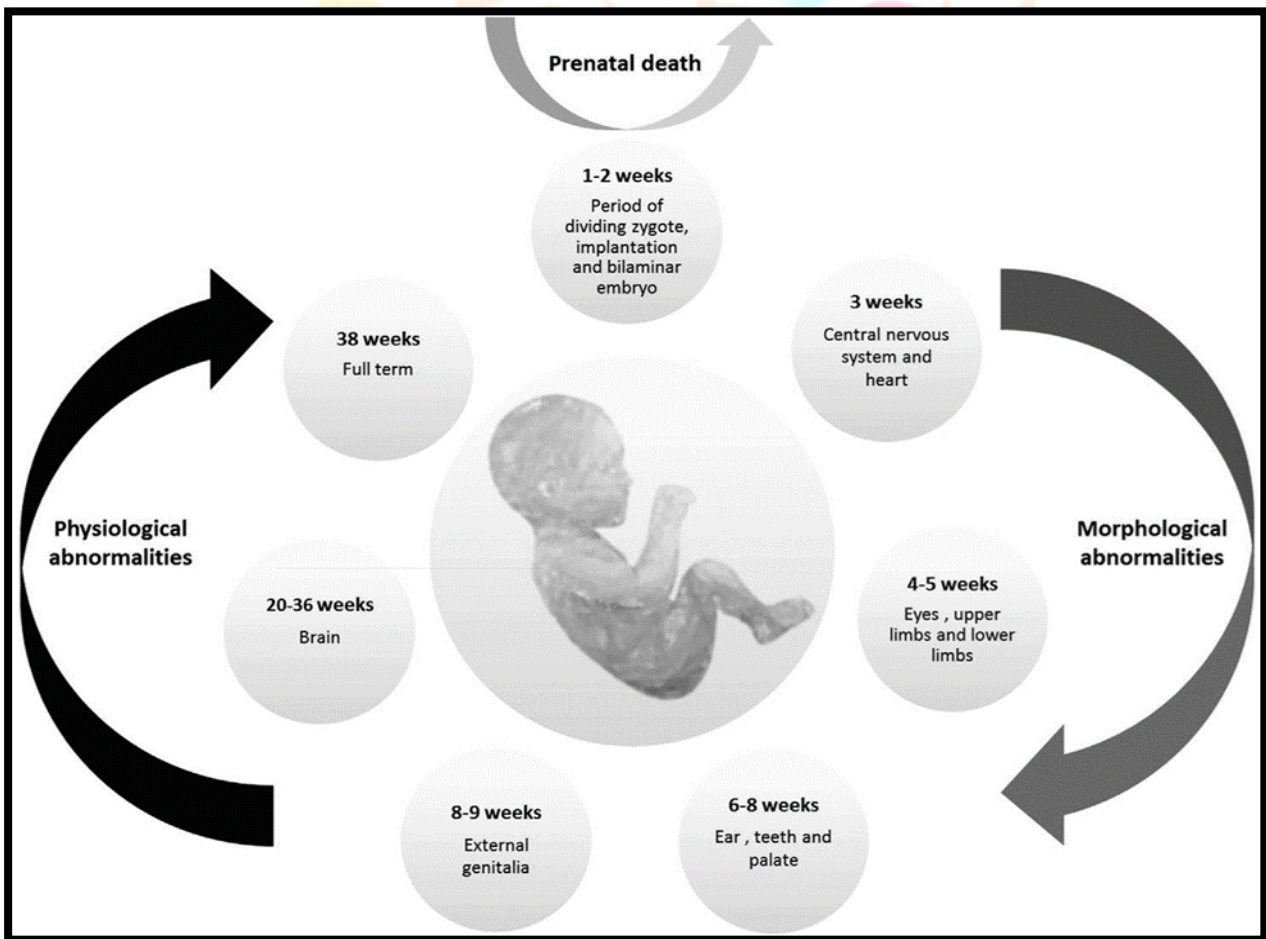 Prenatal death
1-2 weeks
Period of
dividing zygote,
implantation
and bilaminar
embryo
3 weeks
Central nervous
system and
heart
38 weeks
Full term
Physiological
abnormalities
Morphological
abnormalities
4-5 weeks
Eyes , upper
limbs and lower
limbs
20-36 weeks
Brain
6-8 weeks
Ear , teeth and
palate
8-9 weeks
External
genitalia